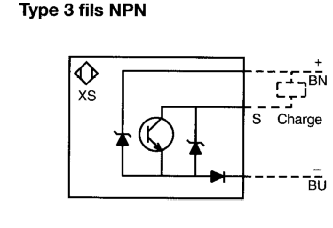 Type 3 fils NPN
XS
+
BN
S Charge
–
BU